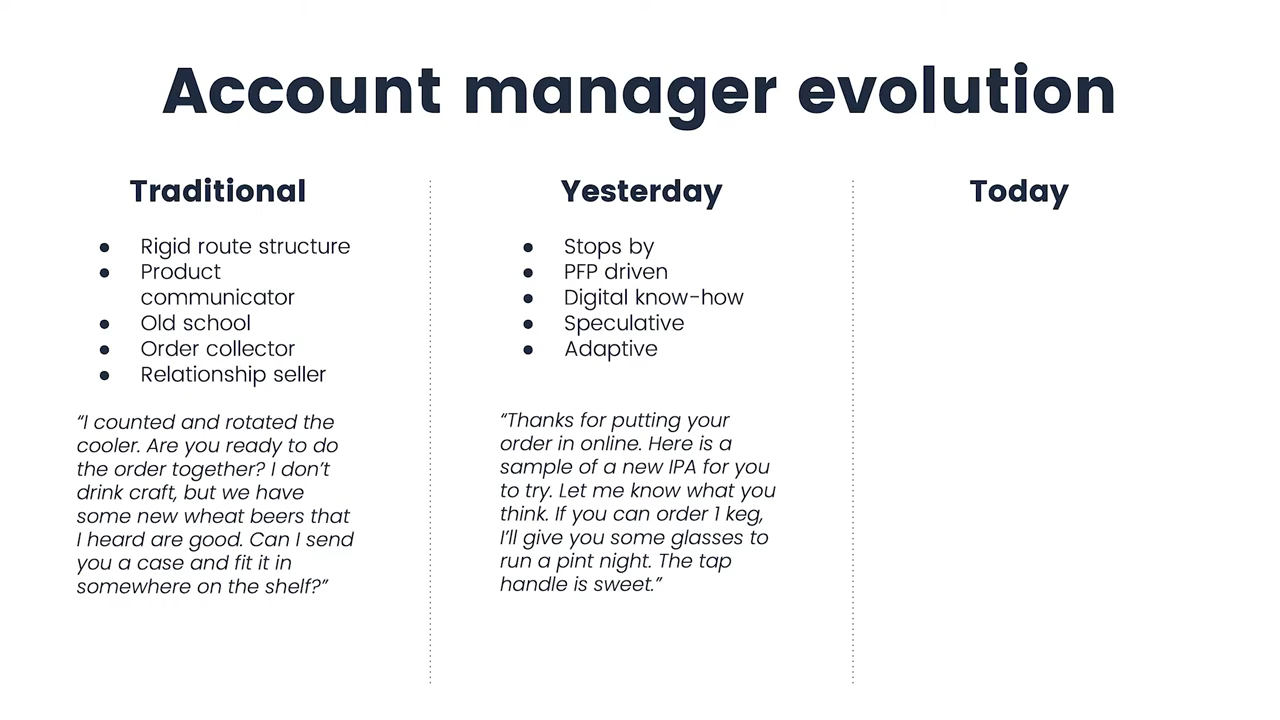 Account manager evolution
Traditional
● Rigid route structure
● Product
communicator
● Old school
● Order collector
● Relationship seller
“I counted and rotated the
cooler. Are you ready to do
the order together? I don’t
drink craft, but we have
some new wheat beers that
I heard are good. Can I send
you a case and fit it in
somewhere on the shelf?”
Yesterday
● Stops by
● PFP driven
● Digital know-how
● Speculative
● Adaptive
“Thanks for putting your
order in online. Here is a
sample of a new IPA for you
to try. Let me know what you
think. If you can order 1 keg,
I’ll give you some glasses to
run a pint night. The tap
handle is sweet.”
Today